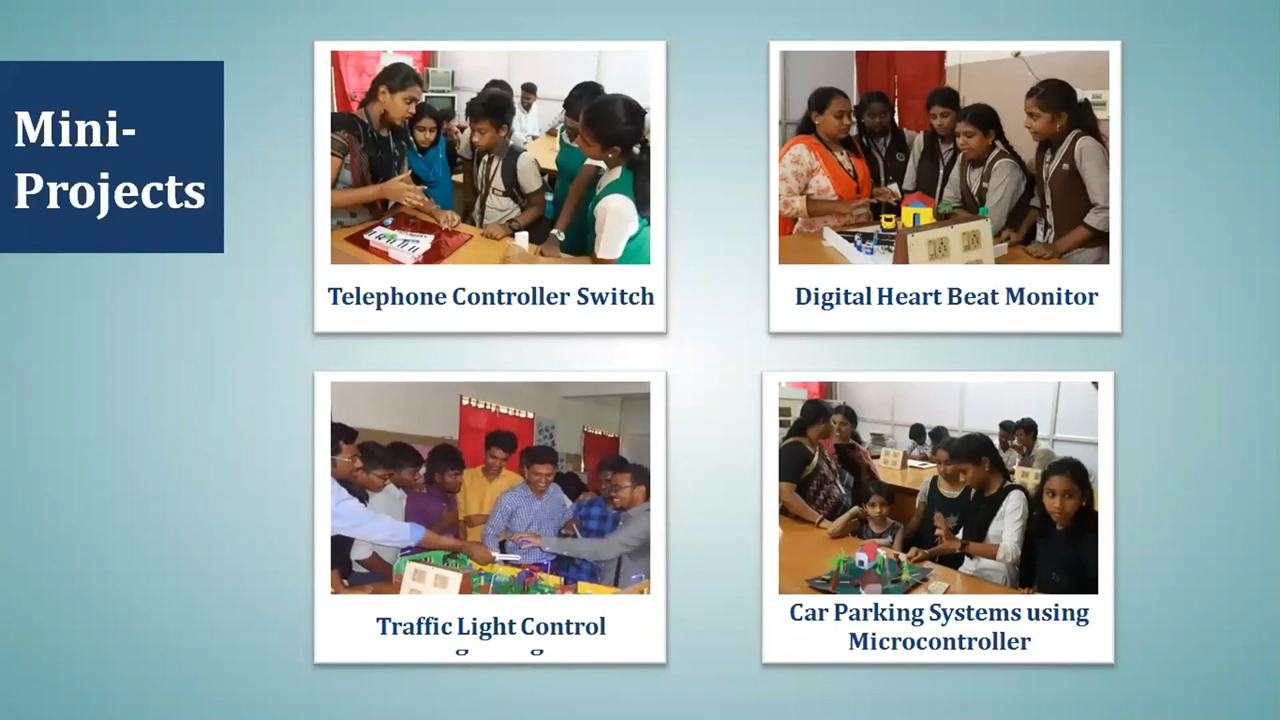 Mini-
Projects
Telephone Controller Switch
Digital Heart Beat Monitor
Traffic Light Control
Car Parking Systems using
Microcontroller